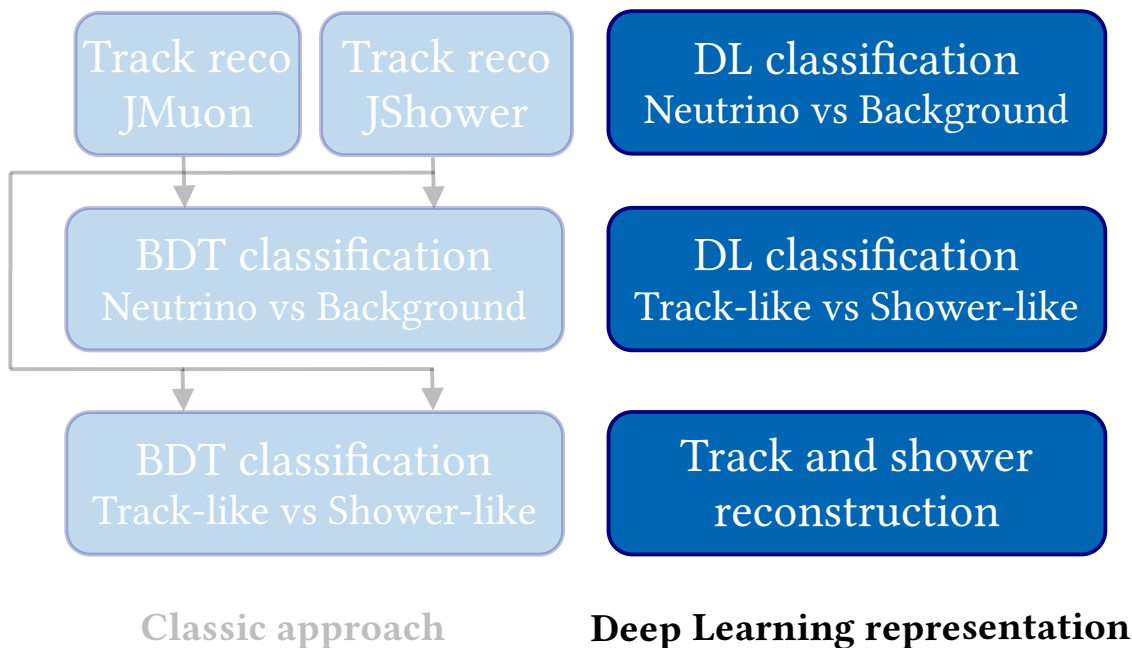 Track reco
JMuon
Track reco
JShower
DL classification
Neutrino vs Background
BDT classification
Neutrino vs Background
DL classification
Track-like vs Shower-like
BDT classification
Track-like vs Shower-like
Track and shower
reconstruction
Classic approach
Deep Learning representation